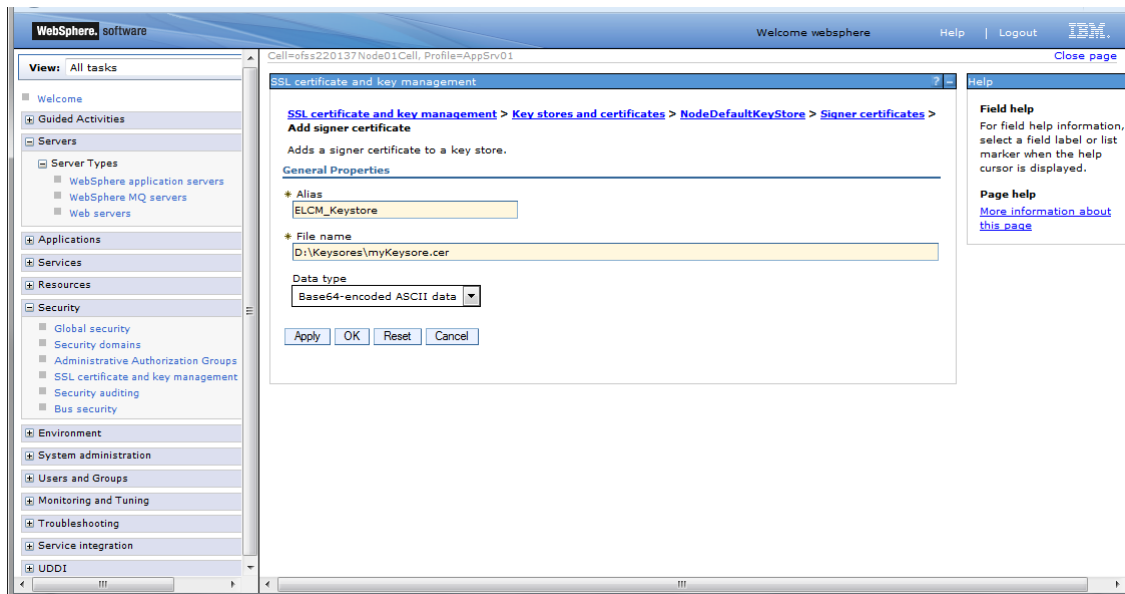 WebSphere. software
Welcome websphere
Help | Logout
IBM.
View: All tasks
Welcome
Guided Activities
Servers
Server Types
WebSphere application servers
WebSphere MQ servers
Web servers
Applications
Services
Resources
Security
Global security
Security domains
Administrative Authorization Groups
SSL certificate and key management
Security auditing
Bus security
Environment
System administration
Users and Groups
Monitoring and Tuning
Troubleshooting
Service integration
UDDI
Cell=ofss220137Node01Cell, Profile=AppSrv01
Close page
SSL certificate and key management
? -
SSL certificate and key management > Key stores and certificates > NodeDefaultKeyStore > Signer certificates >
Add signer certificate
Adds a signer certificate to a key store.
General Properties
* Alias
ELCM_Keystore
* File name
D:\Keysores\myKeysore.cer
Data type
Base64-encoded ASCII data
Apply OK Reset Cancel
Help
Field help
For field help information,
select a field label or list
marker when the help
cursor is displayed.
Page help
More information about
this page